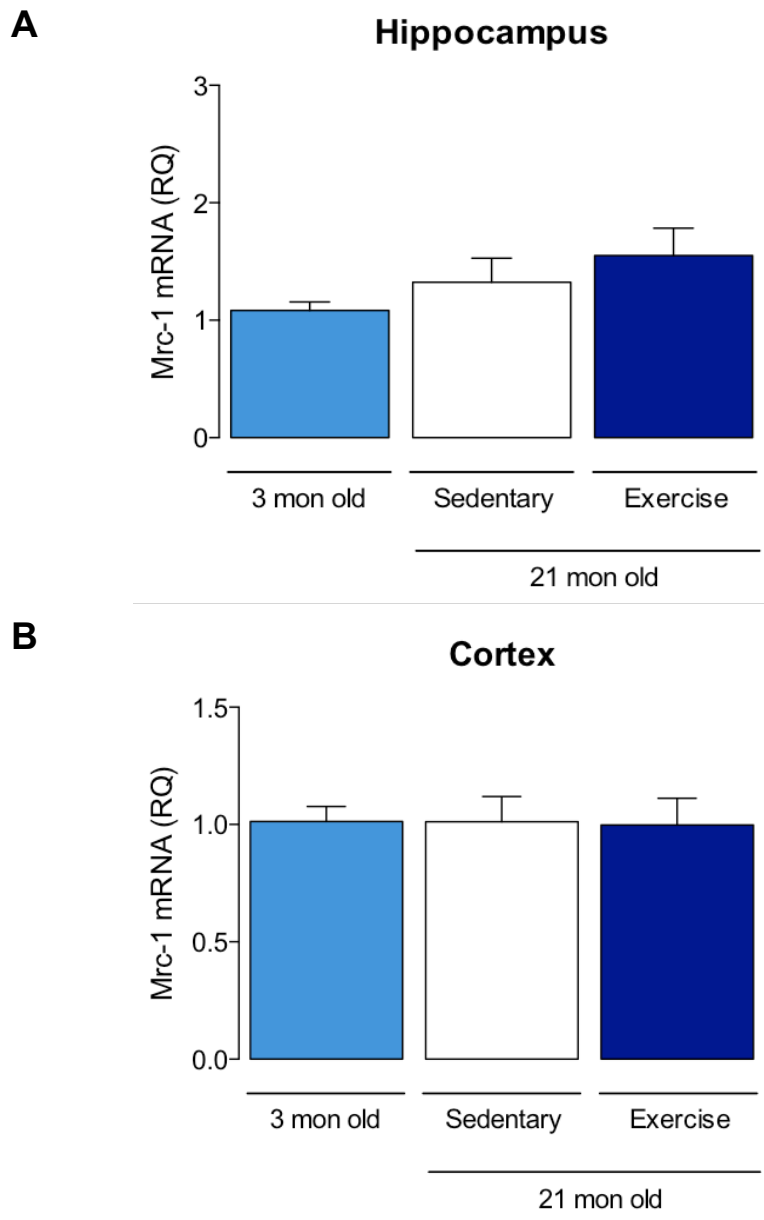 A
Hippocampus
Mrc-1 mRNA (RQ)
3
2
1
0
3 mon old Sedentary Exercise
21 mon old
B
Cortex
Mrc-1 mRNA (RQ)
1.5
1.0
0.5
0.0
3 mon old Sedentary Exercise
21 mon old